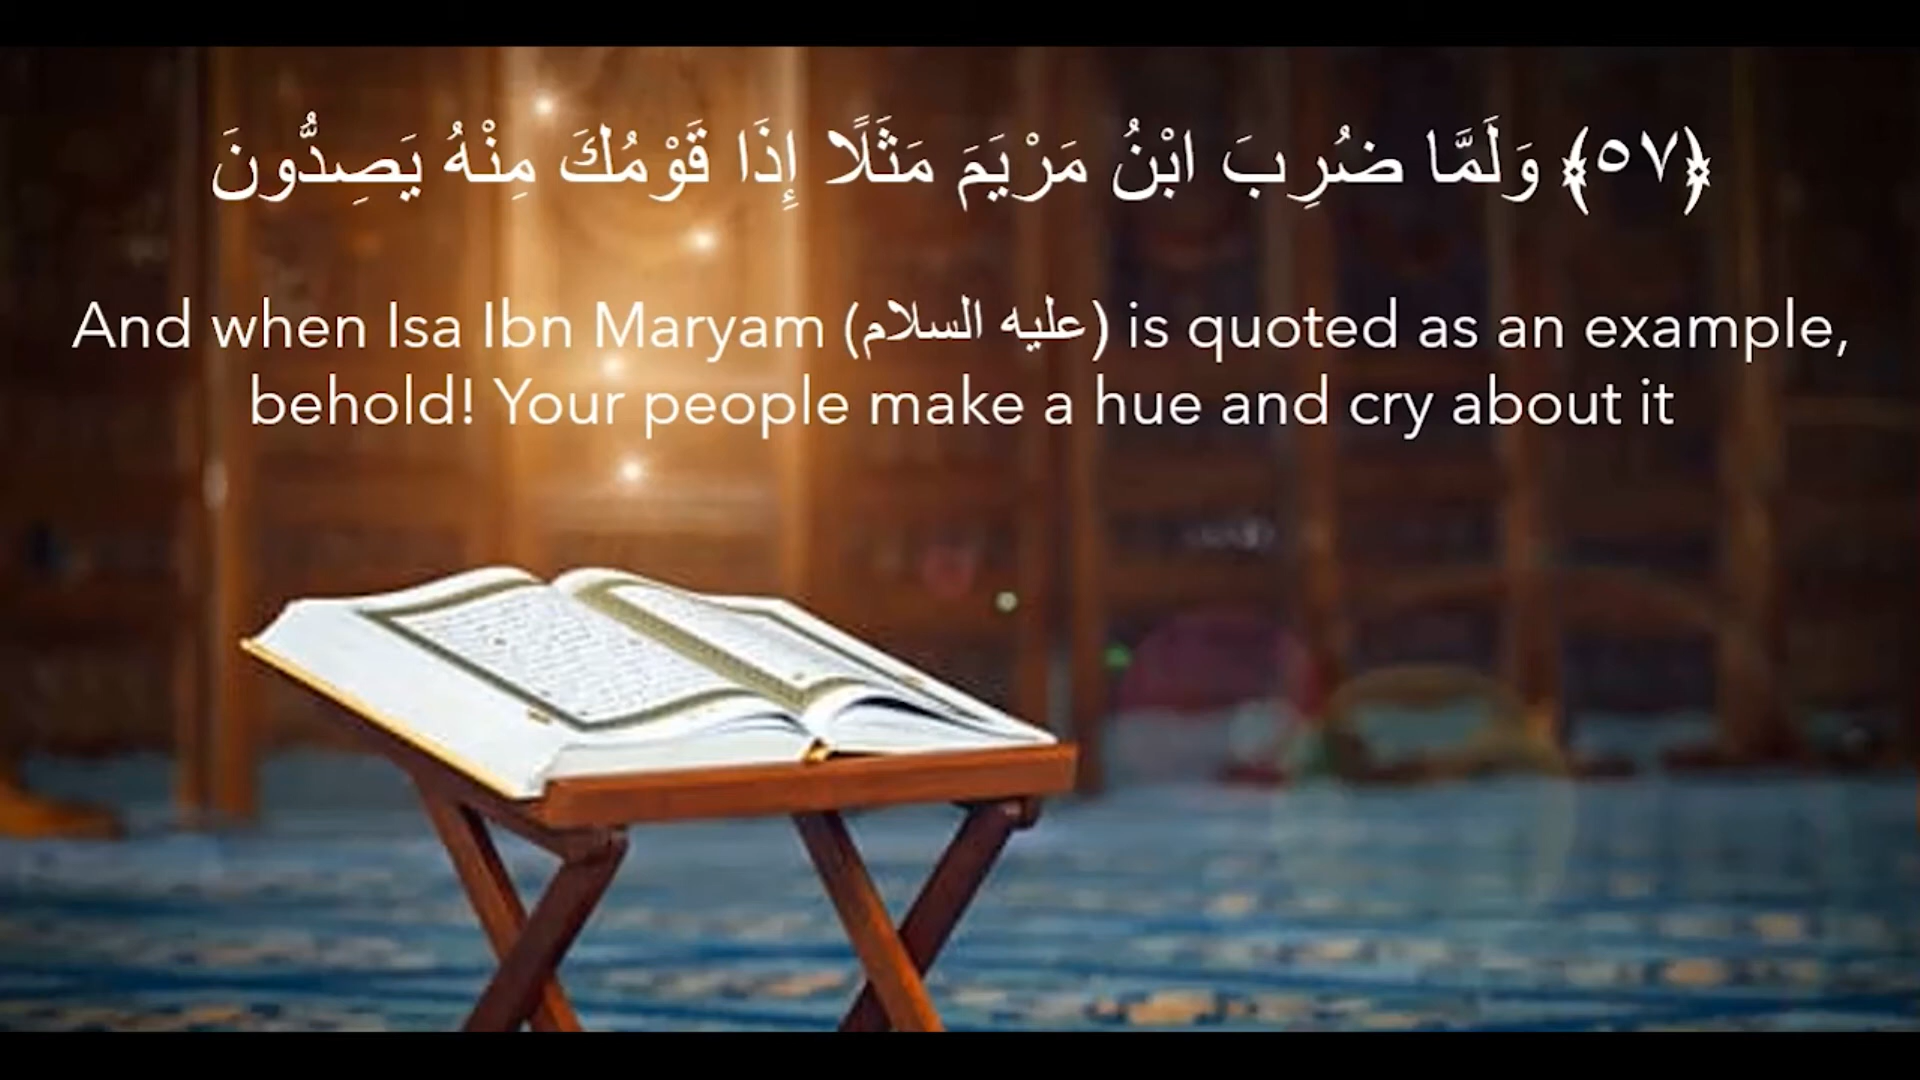 ﴿٥٧﴾ وَلَمَّا ضُرِبَ ابْنُ مَرْيَمَ مَثَلًا إِذَا قَوْمُكَ مِنْهُ يَصِدُّونَ
And when Isa Ibn Maryam (عليه السلام) is quoted as an example,
behold! Your people make a hue and cry about it